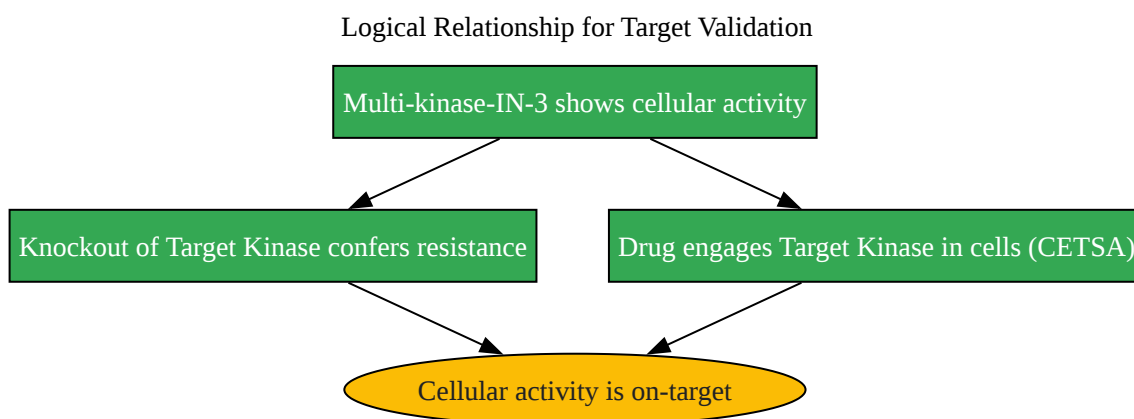 Logical Relationship for Target Validation
Multi-kinase-IN-3 shows cellular activity
Knockout of Target Kinase confers resistance
Drug engages Target Kinase in cells (CETSA)
Cellular activity is on-target